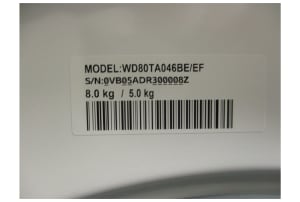 MODEL:WD80TA046BE/EF
S/N:0VB05ADR300008Z
8.0 kg / 5.0 kg